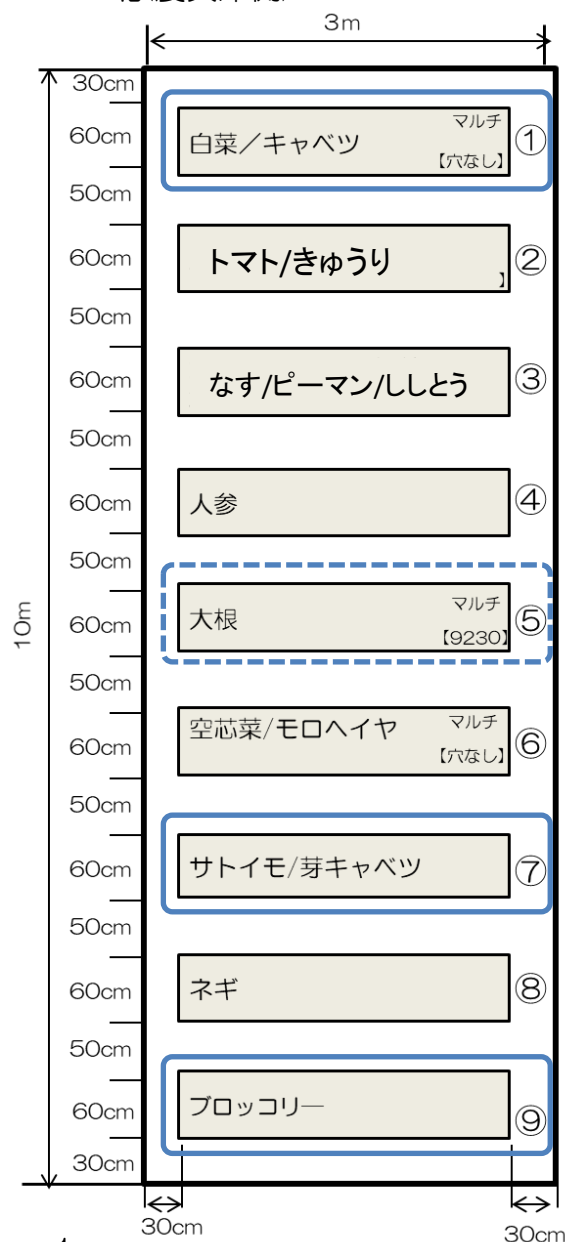 3m
30cm
60cm
白菜／キャベツ
マルチ
【穴なし】
①
50cm
60cm
トマト/きゅうり
】
②
50cm
60cm
なす/ピーマン/ししとう
③
50cm
60cm
人参
④
50cm
60cm
大根
マルチ
【9230】
⑤
10m
50cm
60cm
空芯菜/モロヘイヤ
マルチ
【穴なし】
⑥
50cm
60cm
サトイモ/芽キャベツ
⑦
50cm
60cm
ネギ
⑧
50cm
60cm
ブロッコリ―
⑨
30cm
30cm
30cm